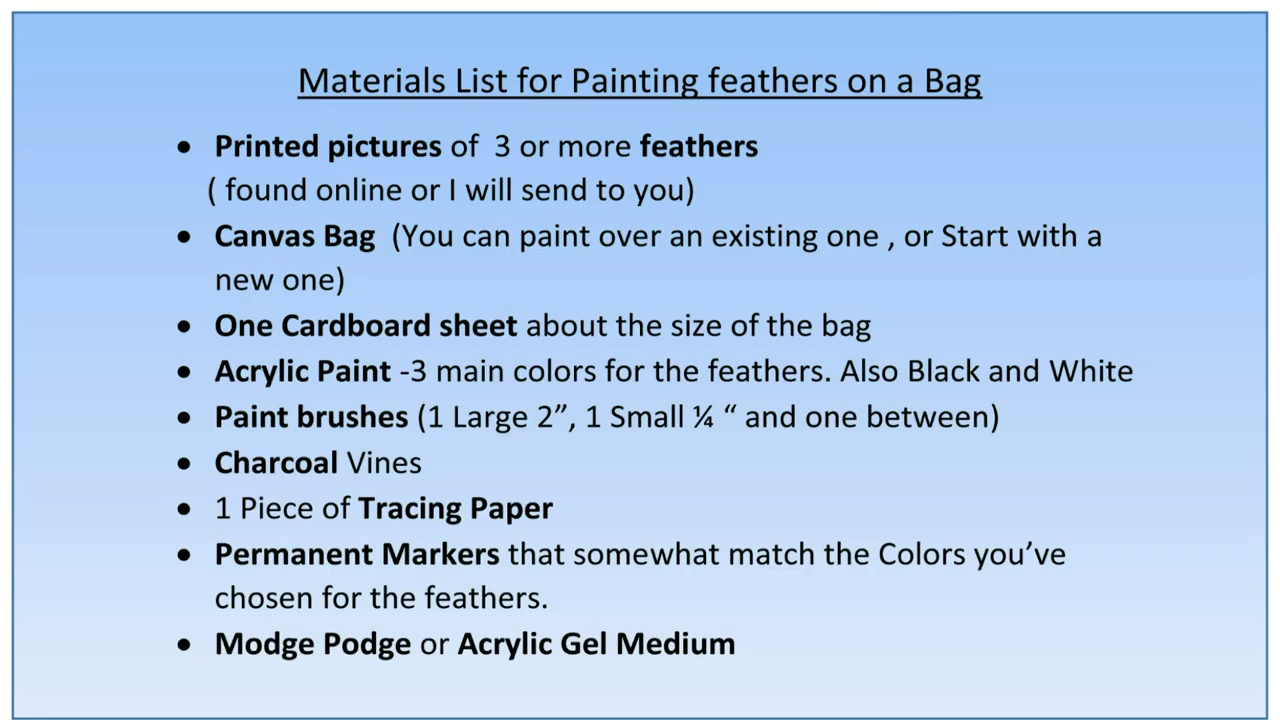 Materials List for Painting feathers on a Bag
• Printed pictures of 3 or more feathers
( found online or I will send to you)
• Canvas Bag (You can paint over an existing one , or Start with a
new one)
• One Cardboard sheet about the size of the bag
• Acrylic Paint -3 main colors for the feathers. Also Black and White
• Paint brushes (1 Large 2”, 1 Small ¼ “ and one between)
• Charcoal Vines
• 1 Piece of Tracing Paper
• Permanent Markers that somewhat match the Colors you’ve
chosen for the feathers.
• Modge Podge or Acrylic Gel Medium